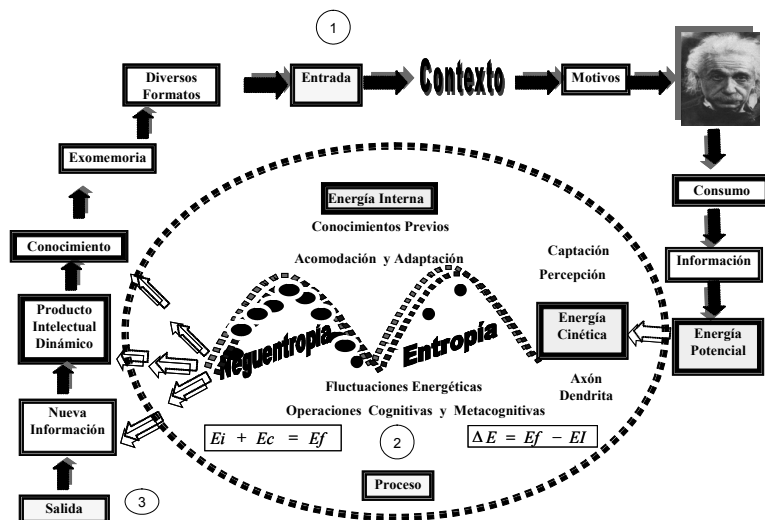 1
Diversos
Formatos
Entrada
Contexto
Motivos
Exomemoria
Consumo
Energía Interna
Conocimientos Previos
Conocimiento
Captación
Percepción
Información
Acomodación y Adaptación
Producto
Intelectual
Dinámico
Neguentropía
Entropía
Energía
Cinética
Energía
Potencial
Fluctuaciones Energéticas
Axón
Dendrita
Nueva
Información
Operaciones Cognitivas y Metacognitivas
Ei + Ec = Ef
2
ΔE = Ef − EI
Proceso
Salida
3